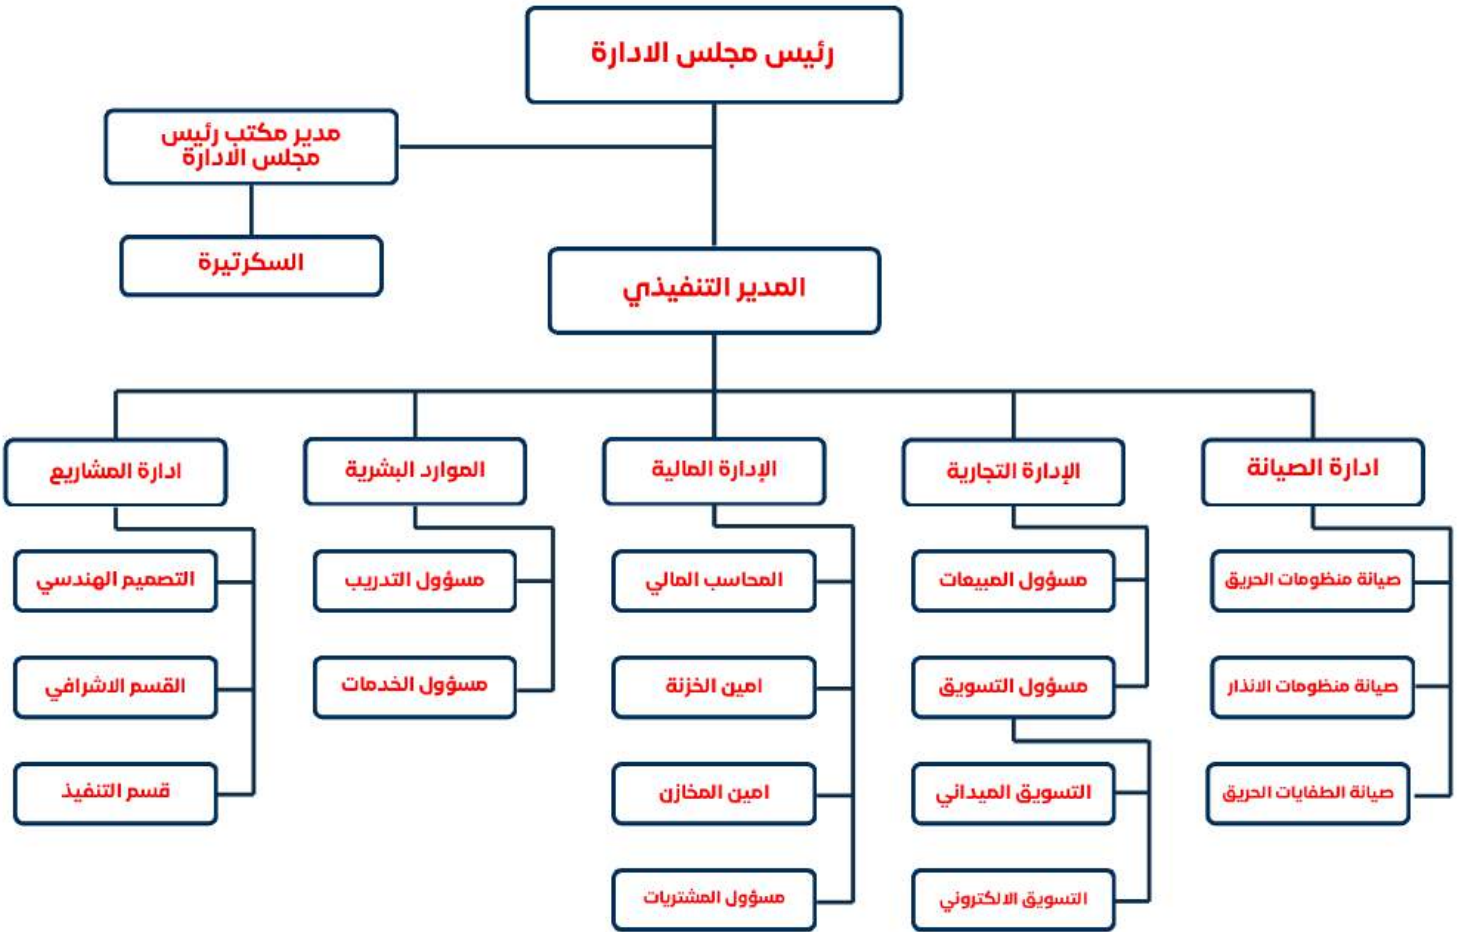 رئيس مجلس الادارة
مدير مكتب رئيس
مجلس الادارة
السكرتيرة
المدير التنفيذي
ادارة الصيانة
الإدارة التجارية
الإدارة المالية
الموارد البشرية
ادارة المشاريع
صيانة منظومات الحريق
مسؤول المبيعات
المحاسب المالي
مسؤول التدريب
التصميم الهندسي
صيانة منظومات الانذار
مسؤول التسويق
امين الخزنة
مسؤول الخدمات
القسم الاشرافي
صيانة الطفايات الحريق
التسويق الميداني
امين المخازن
قسم التنفيذ
التسويق الالكتروني
مسؤول المشتريات